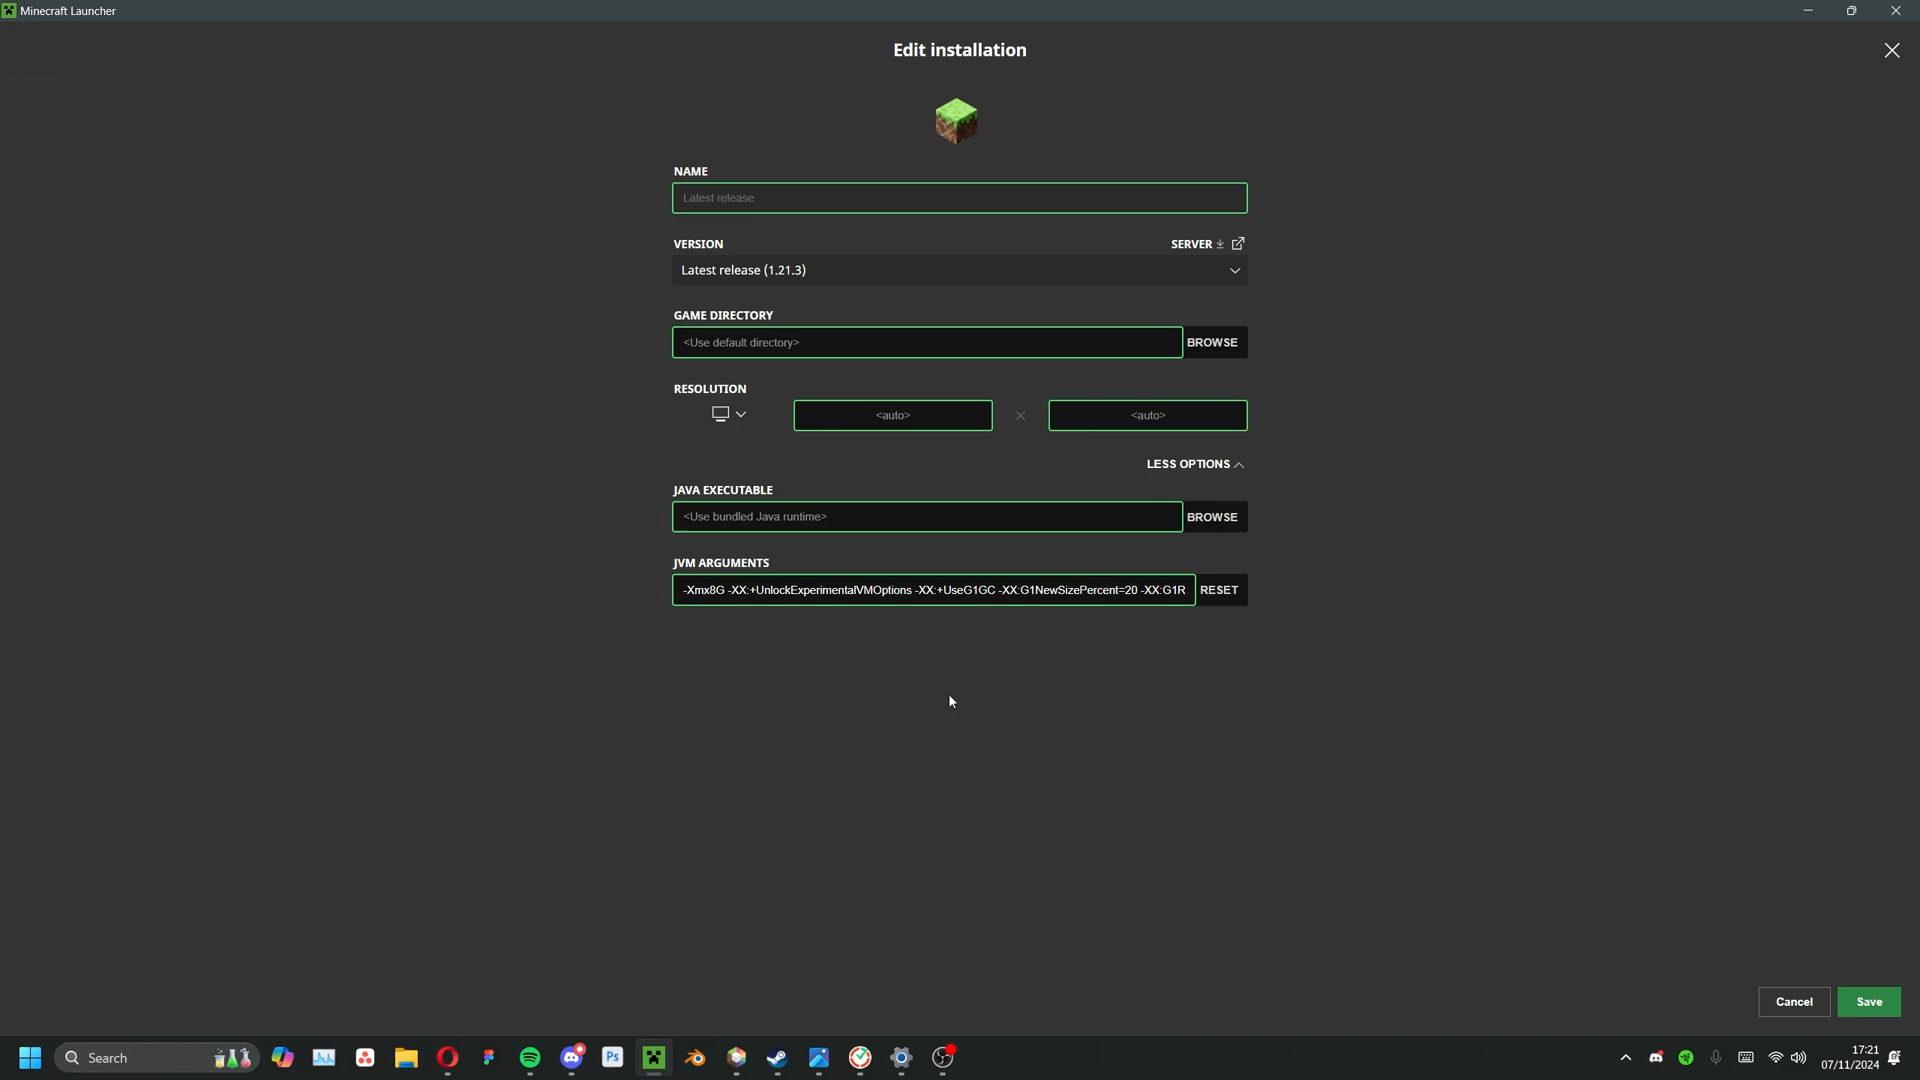 Minecraft Launcher
Edit installation
NAME
Latest release
VERSION
SERVER
Latest release (1.21.3)
GAME DIRECTORY
<Use default directory>
BROWSE
RESOLUTION
<auto>
<auto>
LESS OPTIONS
JAVA EXECUTABLE
<Use bundled Java runtime>
BROWSE
JVM ARGUMENTS
-Xmx8G -XX:+UnlockExperimentalVMOptions -XX:+UseG1GC -XX:G1NewSizePercent=20 -XX:G1R
RESET
Cancel
Save
Search
Ps
17:21
07/11/2024